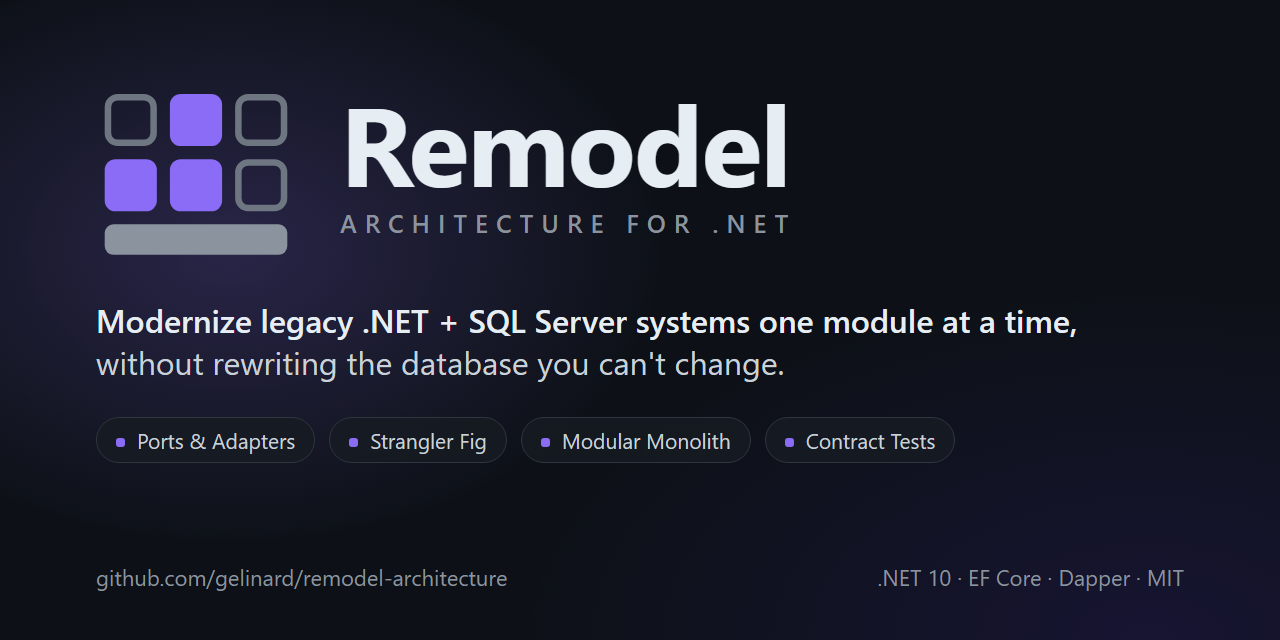 Remodel
ARCHITECTURE FOR .NET
Modernize legacy .NET + SQL Server systems one module at a time,
without rewriting the database you can't change.
Ports & Adapters
Strangler Fig
Modular Monolith
Contract Tests
github.com/gelinard/remodel-architecture
.NET 10 · EF Core · Dapper · MIT